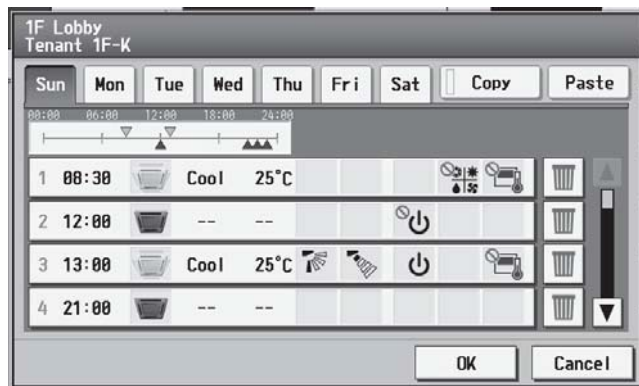 1F Lobby
Tenant 1F-K
Sun Mon Tue Wed Thu Fri Sat Copy Paste
00:00 06:00 12:00 18:00 24:00
1 08:30 Cool 25°C
2 12:00 -- --
3 13:00 Cool 25°C
4 21:00 -- --
OK Cancel